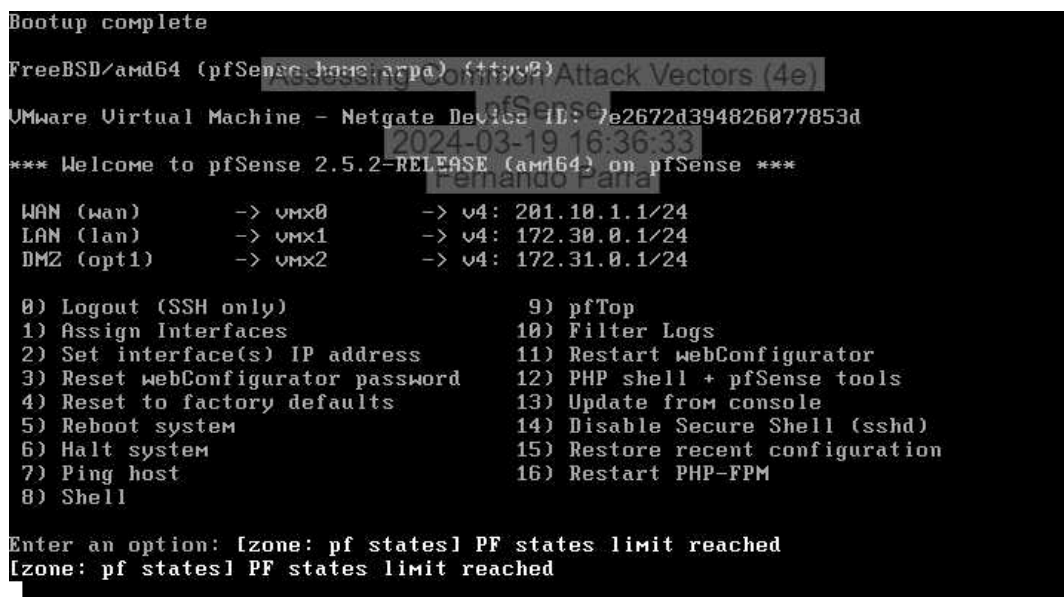 Bootup complete
FreeBSD/amd64 (pfSense.home.arpa) (ttyv0)
Assessing Common Attack Vectors (4e)
pfSense
VMware Virtual Machine - Netgate Device ID: 7e2672d394826077853d
2024-03-19 16:36:33
*** Welcome to pfSense 2.5.2-RELEASE (amd64) on pfSense ***
Fernando Parra
WAN (wan) -> vmx0 -> v4: 201.10.1.1/24
LAN (lan) -> vmx1 -> v4: 172.30.0.1/24
DMZ (opt1) -> vmx2 -> v4: 172.31.0.1/24
0) Logout (SSH only) 9) pfTop
1) Assign Interfaces 10) Filter Logs
2) Set interface(s) IP address 11) Restart webConfigurator
3) Reset webConfigurator password 12) PHP shell + pfSense tools
4) Reset to factory defaults 13) Update from console
5) Reboot system 14) Disable Secure Shell (sshd)
6) Halt system 15) Restore recent configuration
7) Ping host 16) Restart PHP-FPM
8) Shell
Enter an option: [zone: pf states] PF states limit reached
[zone: pf states] PF states limit reached